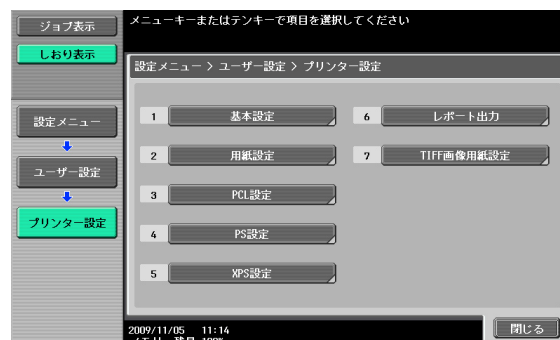 ジョブ表示
しおり表示
設定メニュー
ユーザー設定
プリンター設定
メニューキーまたはテンキーで項目を選択してください
設定メニュー > ユーザー設定 > プリンター設定
1 基本設定
6 レポート出力
2 用紙設定
7 TIFF画像用紙設定
3 PCL設定
4 PS設定
5 XPS設定
2009/11/05 11:14
閉じる